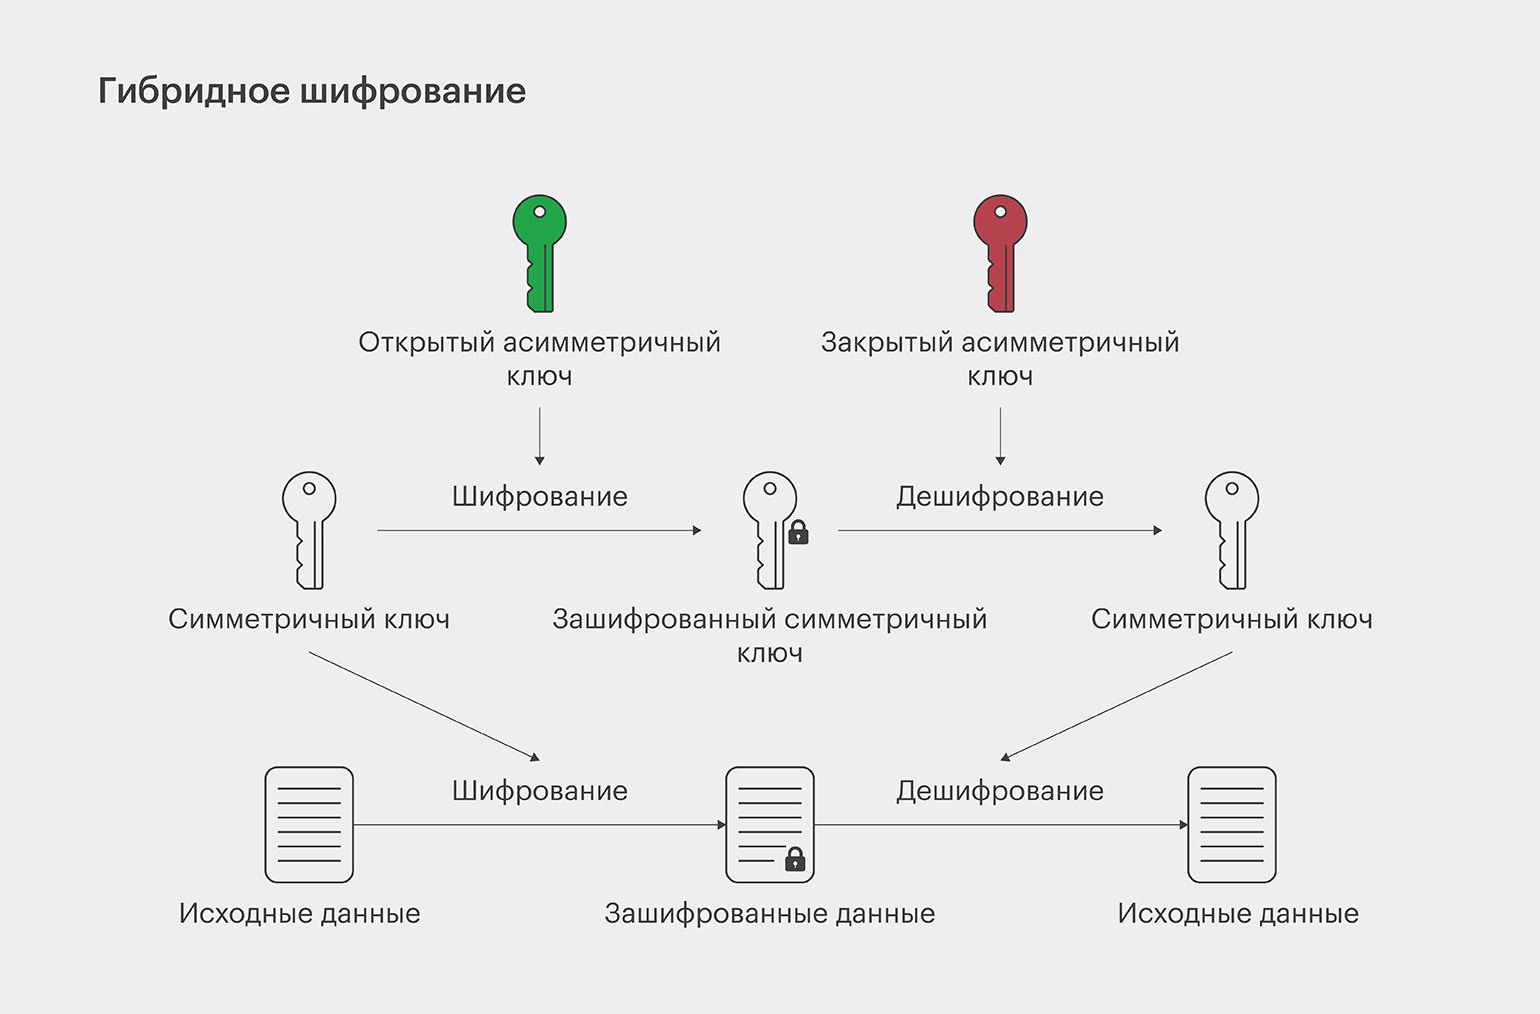 Гибридное шифрование
Открытый асимметричный
ключ
Закрытый асимметричный
ключ
Шифрование
Дешифрование
Симметричный ключ
Зашифрованный симметричный
ключ
Симметричный ключ
Шифрование
Дешифрование
Исходные данные
Зашифрованные данные
Исходные данные